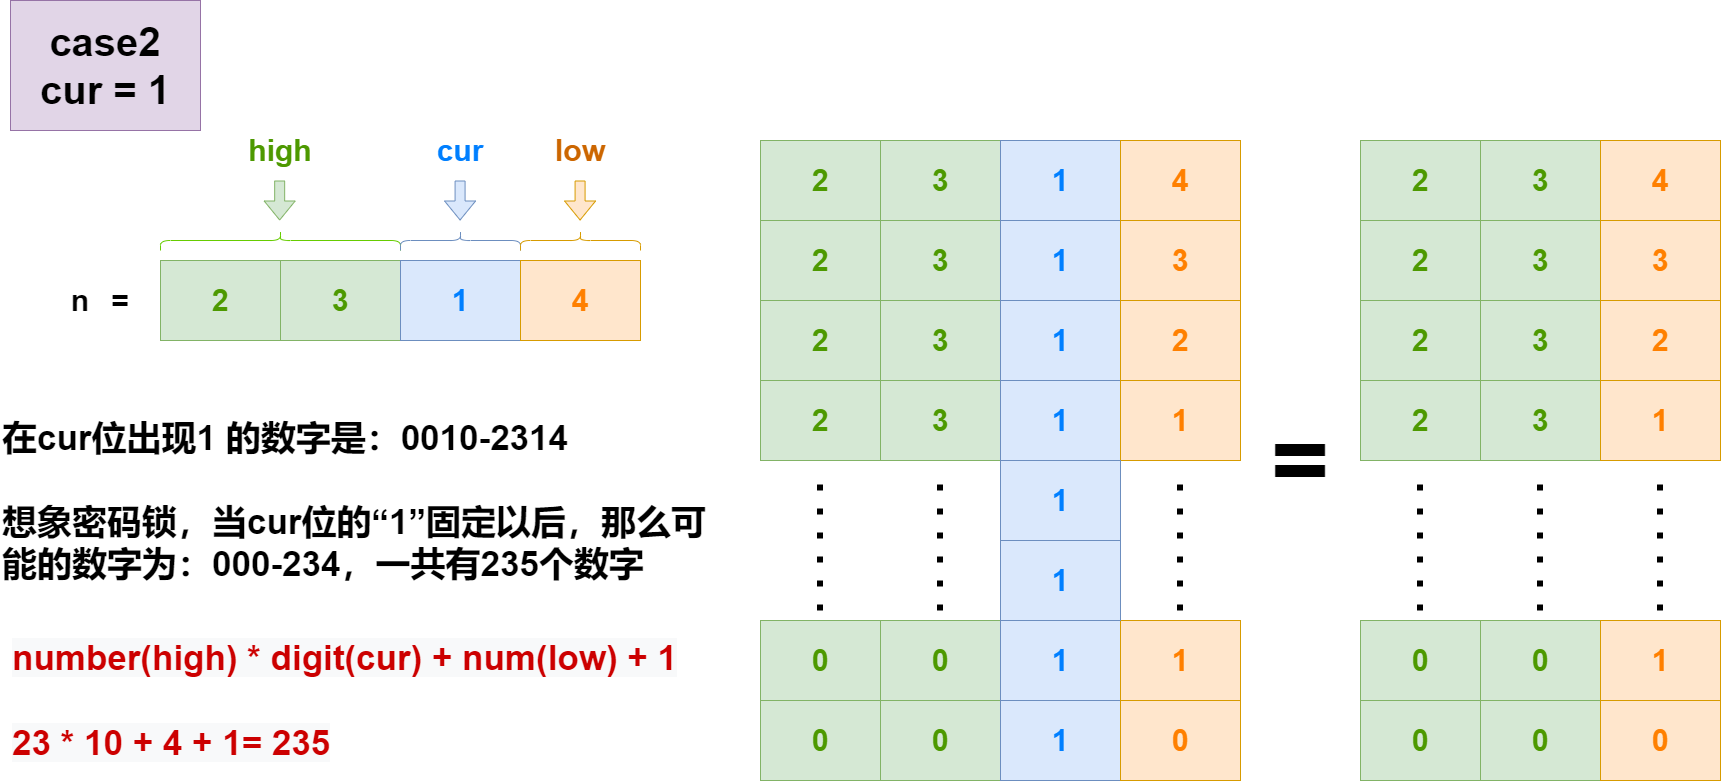 case2
cur = 1
high cur low
n = 2 3 1 4
在cur位出现1 的数字是：0010-2314
想象密码锁，当cur位的“1”固定以后，那么可
能的数字为：000-234，一共有235个数字
number(high) * digit(cur) + num(low) + 1
23 * 10 + 4 + 1= 235
2 3 1 4
2 3 1 3
2 3 1 2
2 3 1 1
1
1
0 0 1 1
0 0 1 0
=
2 3 4
2 3 3
2 3 2
2 3 1
0 0 1
0 0 0